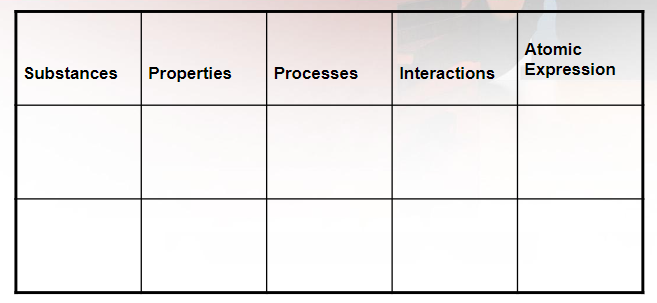 Substances
Properties
Processes
Interactions
Atomic
Expression